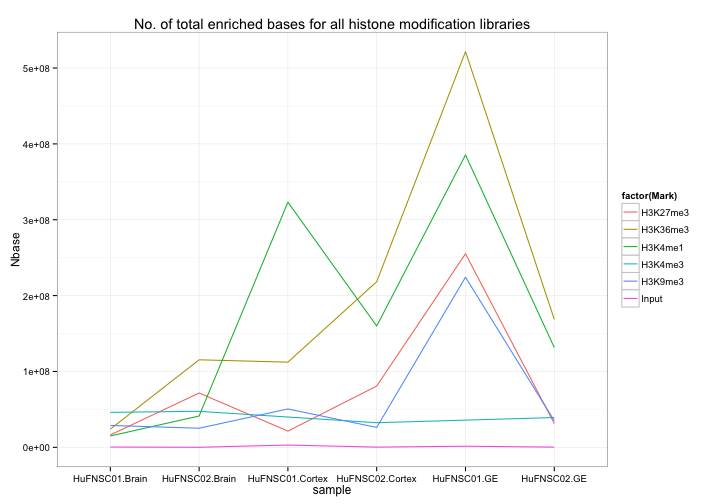 No. of total enriched bases for all histone modification libraries
5e+08
4e+08
3e+08
2e+08
1e+08
0e+00
Nbase
HuFNSC01.Brain HuFNSC02.Brain HuFNSC01.Cortex HuFNSC02.Cortex HuFNSC01.GE HuFNSC02.GE
sample
factor(Mark)
H3K27me3
H3K36me3
H3K4me1
H3K4me3
H3K9me3
Input